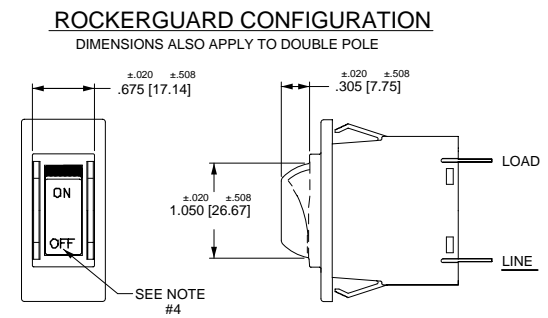 ROCKERGUARD CONFIGURATION
DIMENSIONS ALSO APPLY TO DOUBLE POLE
±.020 ±.508
.675 [17.14]
±.020 ±.508
.305 [7.75]
LOAD
ON
±.020 ±.508
1.050 [26.67]
OFF
LINE
SEE NOTE
#4